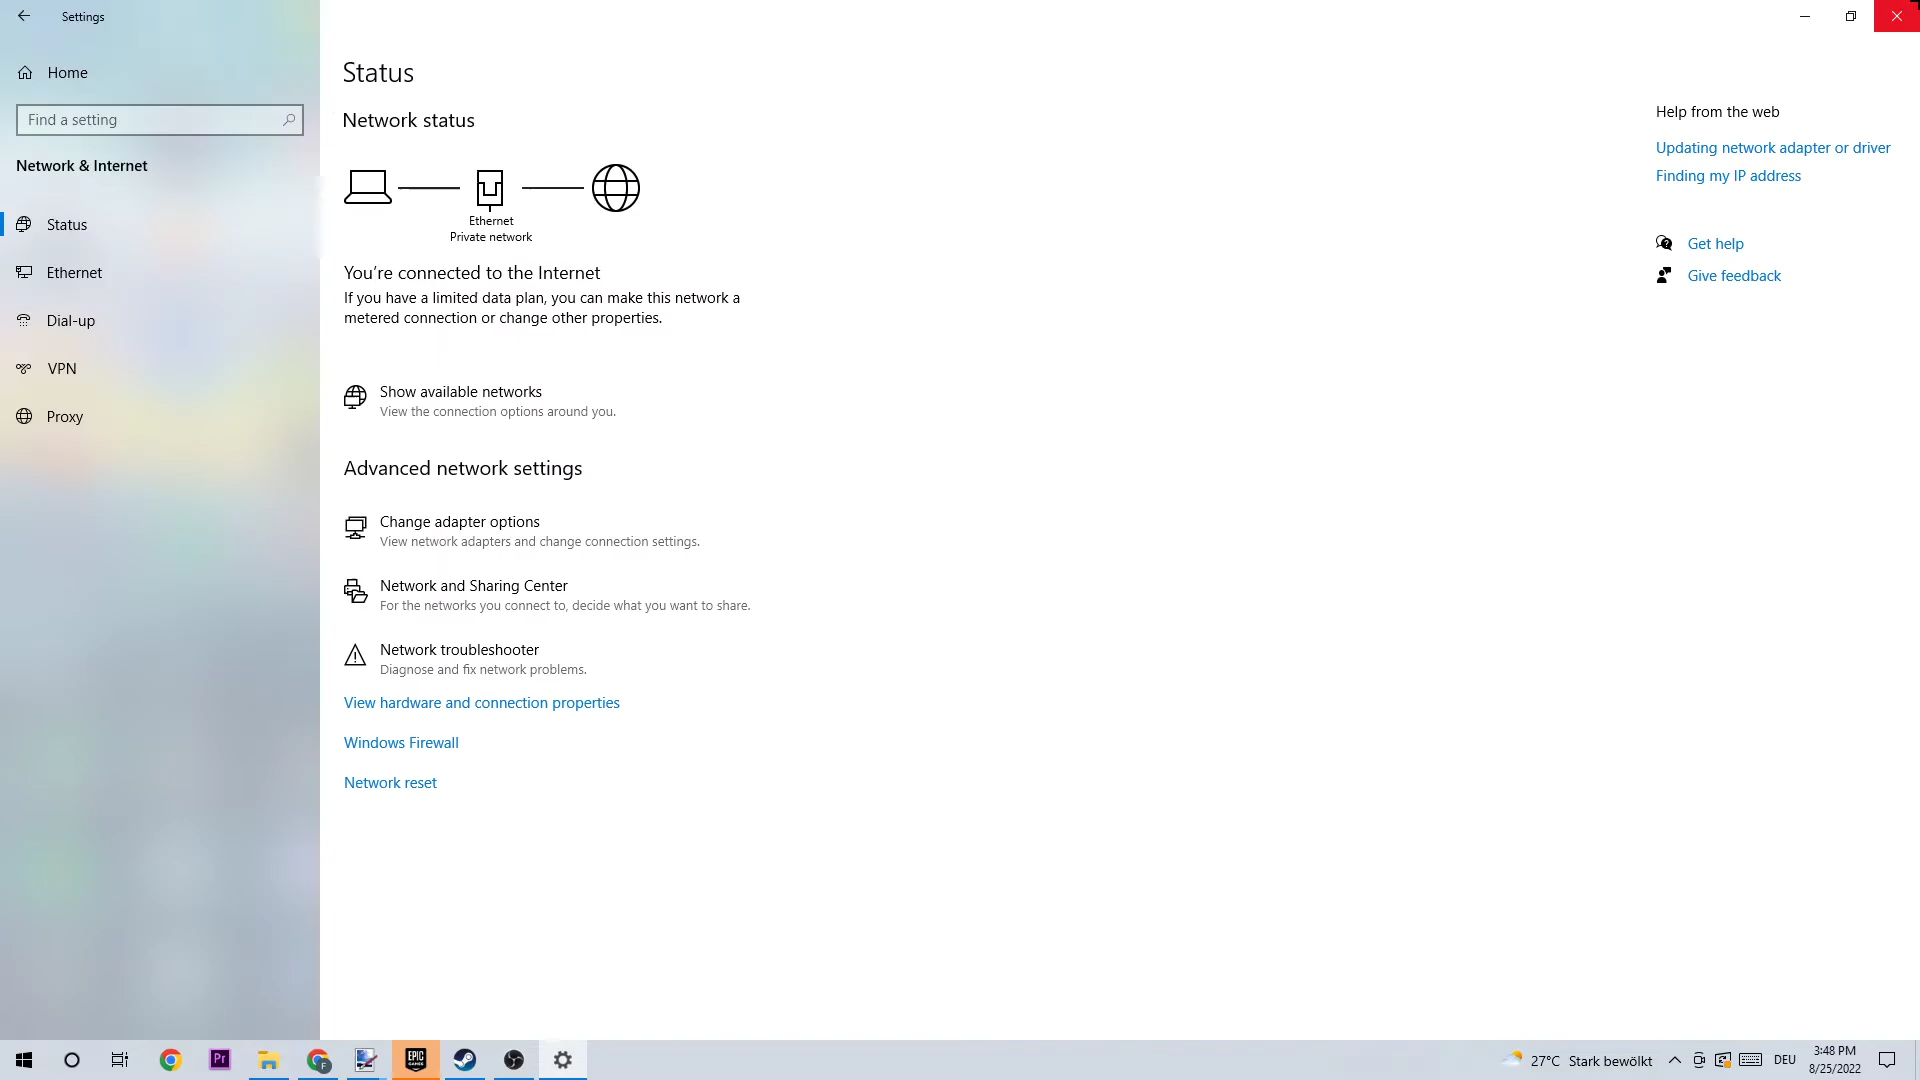 Settings
Home
Find a setting
Network & Internet
Status
Ethernet
Dial-up
VPN
Proxy
Status
Network status
Ethernet
Private network
You're connected to the Internet
If you have a limited data plan, you can make this network a
metered connection or change other properties.
Show available networks
View the connection options around you.
Advanced network settings
Change adapter options
View network adapters and change connection settings.
Network and Sharing Center
For the networks you connect to, decide what you want to share.
Network troubleshooter
Diagnose and fix network problems.
View hardware and connection properties
Windows Firewall
Network reset
Help from the web
Updating network adapter or driver
Finding my IP address
Get help
Give feedback
Pr
F
EPIC
GAMES
27°C Stark bewölkt
DEU
3:48 PM
8/25/2022